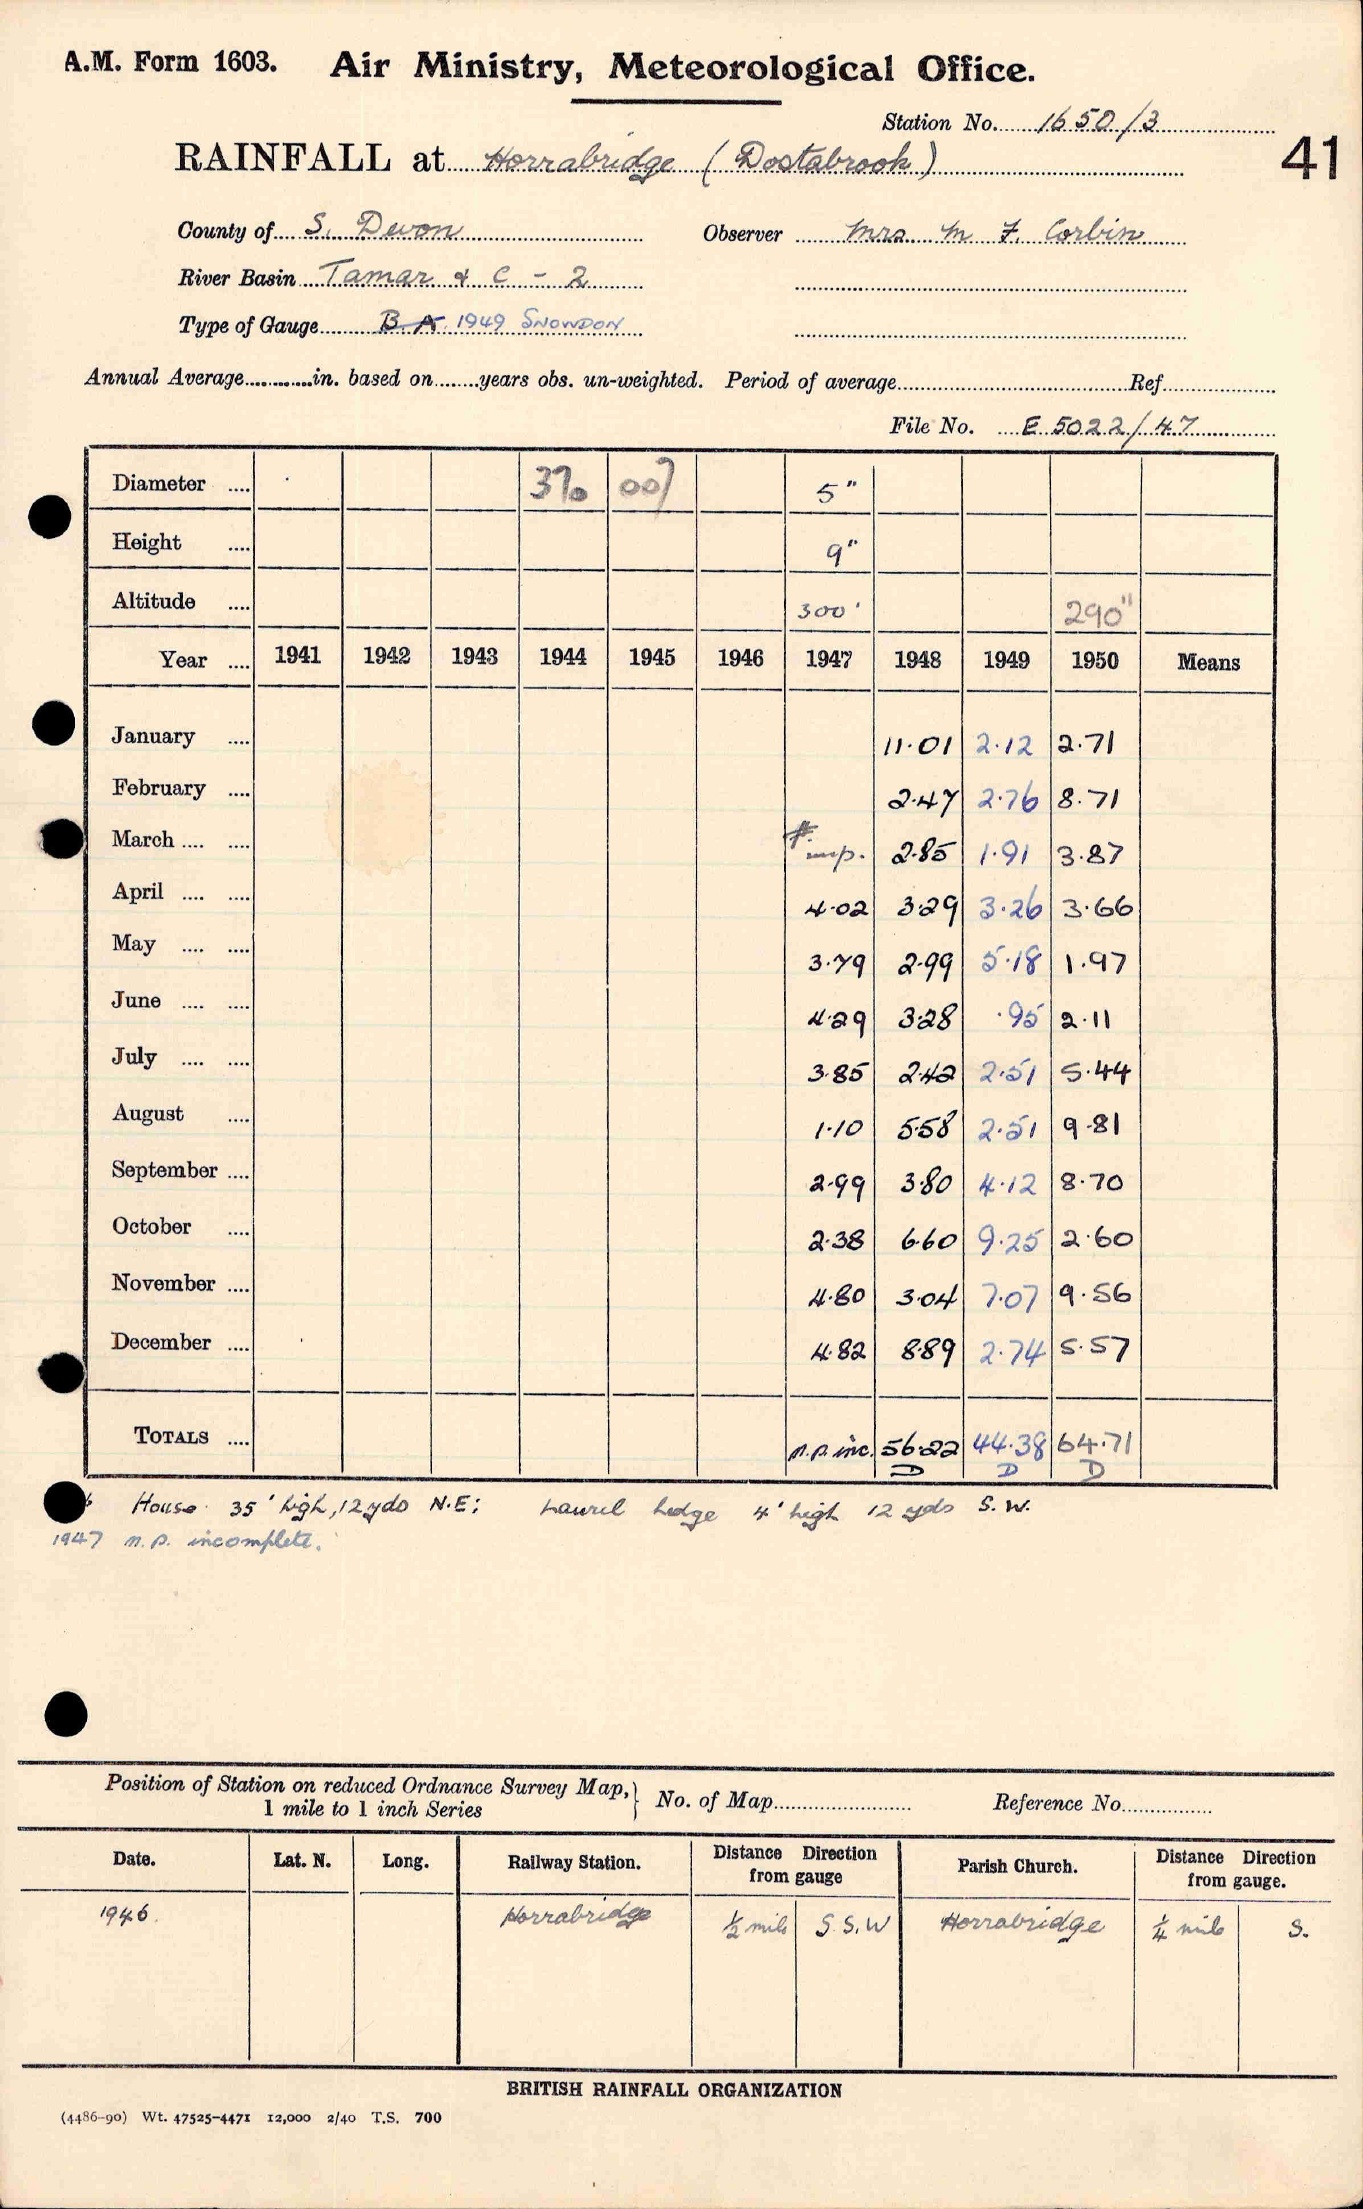 A.M. Form 1603. Air Ministry, Meteorological Office.
Station No. 1650/3
41
RAINFALL at Horrabridge (Dostabrook)
County of S. Devon Observer Mrs. M F. Corbin
River Basin Tamar & C - 2
Type of Gauge B A 1949 SNOWDON
Annual Average............in. based on........years obs. un-weighted. Period of average........Ref........
File No. E 5022/47
Diameter .... 370 007 5"
Height .... 9"
Altitude .... 300' 290"
Year .... 1941 1942 1943 1944 1945 1946 1947 1948 1949 1950 Means
January .... 11.01 2.12 2.71
February .... 2.47 2.76 8.71
March .... .... # imp. 2.85 1.91 3.87
April .... .... 4.02 3.29 3.26 3.66
May .... .... 3.79 2.99 5.18 1.97
June .... .... 4.29 3.28 .95 2.11
July .... .... 3.85 2.42 2.51 5.44
August .... 1.10 5.58 2.51 9.81
September .... 2.99 3.80 4.12 8.70
October .... 2.38 6.60 9.25 2.60
November .... 4.80 3.04 7.07 9.56
December .... 4.82 8.89 2.74 5.57
TOTALS .... n.p. inc. 56.22 44.38 64.71
D D D
House 35' high, 12 yds N.E; Laurel hedge 4' high 12 yds S.W.
1947 n.p. incomplete.
Position of Station on reduced Ordnance Survey Map,} No. of Map........ Reference No........
1 mile to 1 inch Series
Date. Lat. N. Long. Railway Station. Distance Direction from gauge Parish Church. Distance Direction from gauge.
1946. Horrabridge 1/2 mile S.S.W Horrabridge 1/4 mile S.
BRITISH RAINFALL ORGANIZATION
(4486-90) Wt. 47525-4471 12,000 2/40 T.S. 700